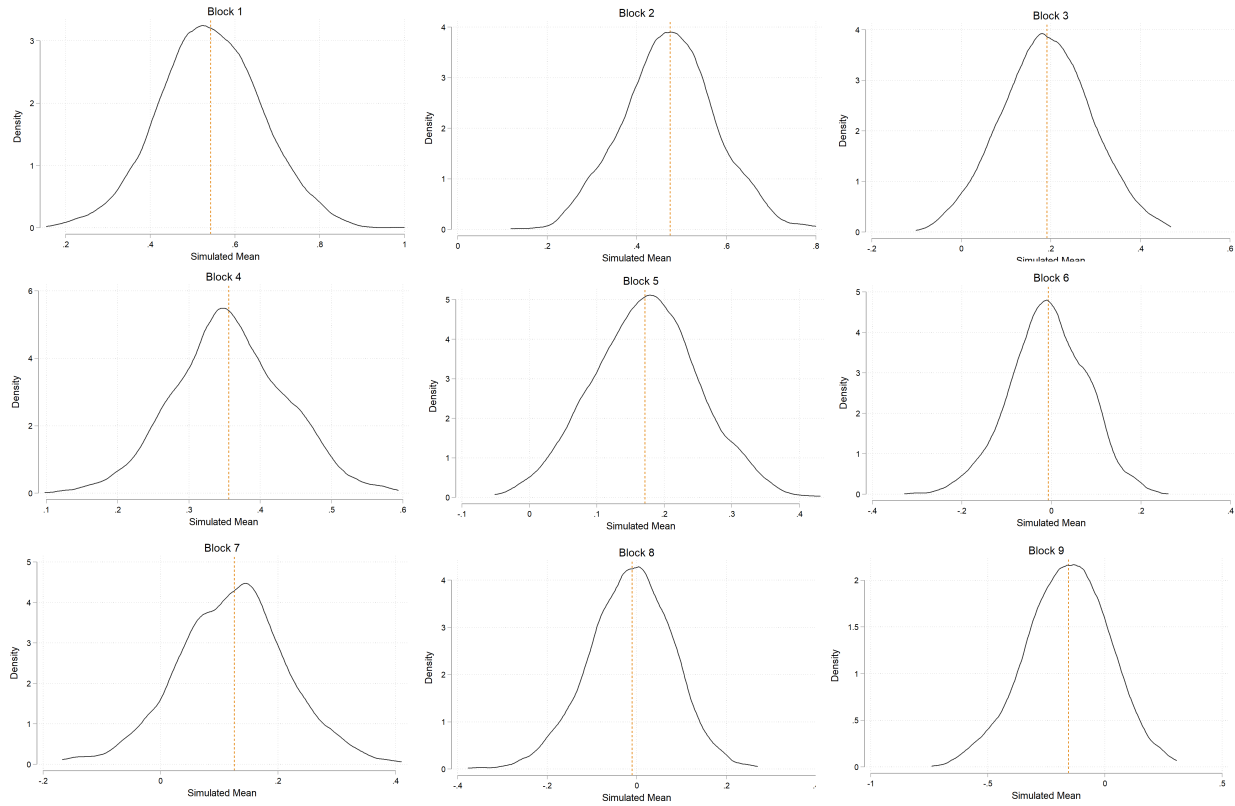 Block 1
Density
3
2
1
0
.2 .4 .6 .8 1
Simulated Mean
Block 2
Density
4
3
2
1
0
0 .2 .4 .6 .8
Simulated Mean
Block 3
Density
4
3
2
1
0
-.2 0 .2 .4 .6
Simulated Mean
Block 4
Density
6
4
2
0
.1 .2 .3 .4 .5 .6
Simulated Mean
Block 5
Density
5
4
3
2
1
0
-.1 0 .1 .2 .3 .4
Simulated Mean
Block 6
Density
5
4
3
2
1
0
-.4 -.2 0 .2 .4
Simulated Mean
Block 7
Density
5
4
3
2
1
0
-.2 0 .2 .4
Simulated Mean
Block 8
Density
4
3
2
1
0
-.4 -.2 0 .2
Simulated Mean
Block 9
Density
2
1.5
1
.5
0
-1 -.5 0 .5
Simulated Mean